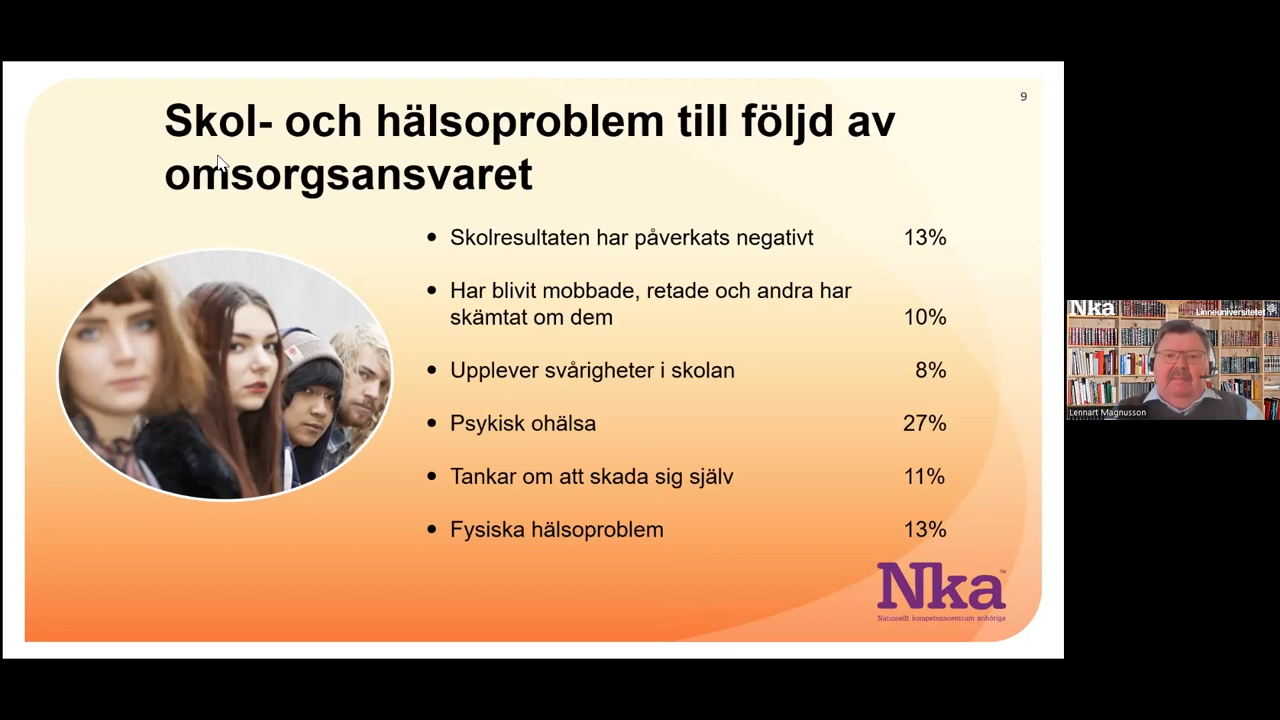 9
Skol- och hälsoproblem till följd av
omsorgsansvaret
• Skolresultaten har påverkats negativt 13%
• Har blivit mobbade, retade och andra har
skämtat om dem 10%
• Upplever svårigheter i skolan 8%
• Psykisk ohälsa 27%
• Tankar om att skada sig själv 11%
• Fysiska hälsoproblem 13%
Nka™
Nationellt kompetenscentrum anhöriga
Nka Linneuniversitetet
Lennart Magnusson